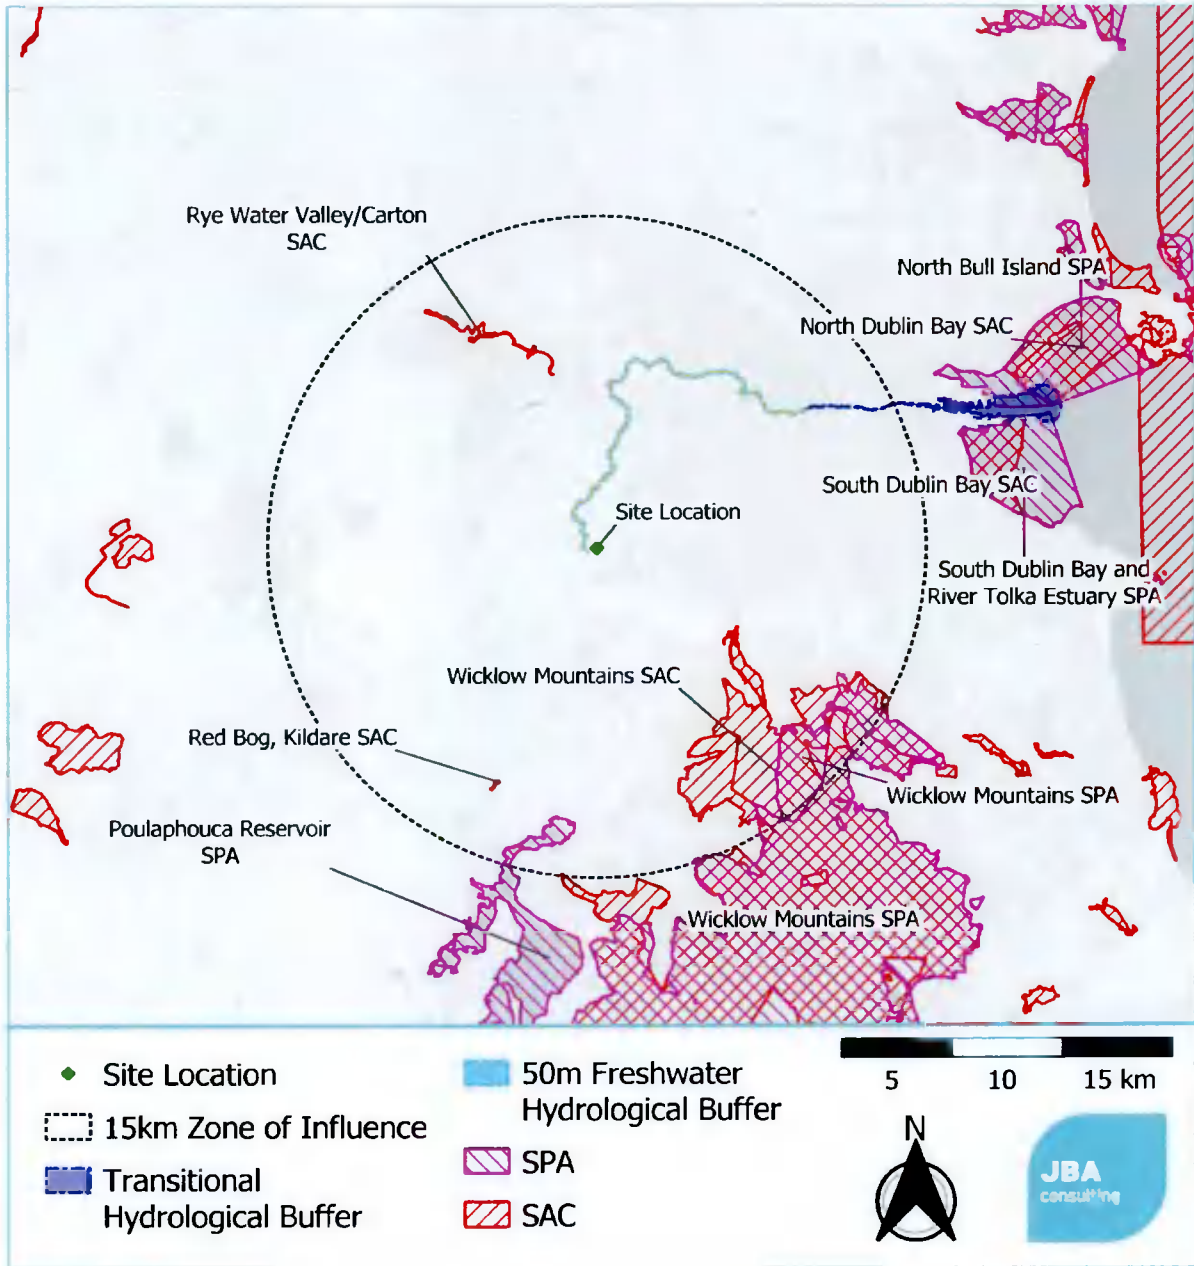 Rye Water Valley/Carton
SAC
North Bull Island SPA
North Dublin Bay SAC
South Dublin Bay SAC
Site Location
South Dublin Bay and
River Tolka Estuary SPA
Wicklow Mountains SAC
Red Bog, Kildare SAC
Wicklow Mountains SPA
Poulaphouca Reservoir
SPA
Wicklow Mountains SPA
Site Location
15km Zone of Influence
Transitional
Hydrological Buffer
50m Freshwater
Hydrological Buffer
SPA
SAC
5 10 15 km
N
JBA
consulting